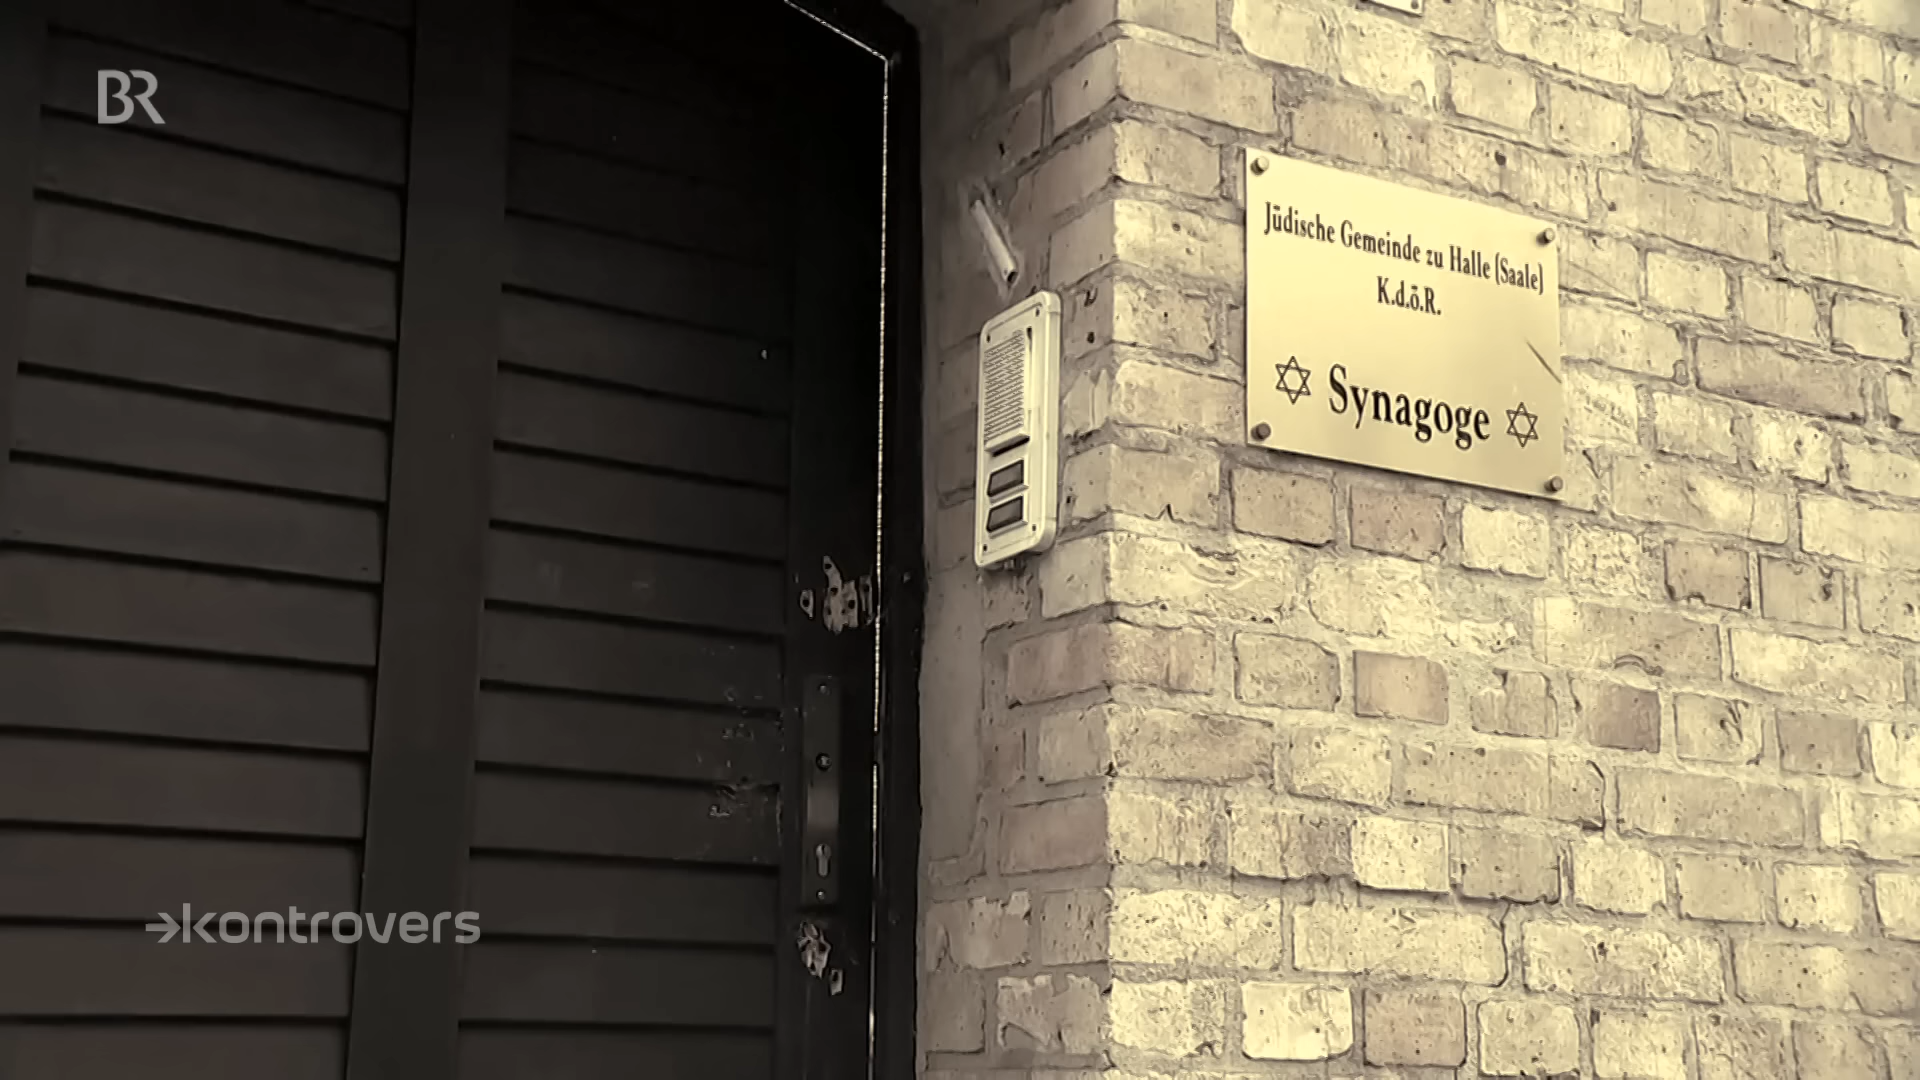 BR
Jüdische Gemeinde zu Halle (Saale)
K.d.ö.R.
✡ Synagoge ✡
kontrovers